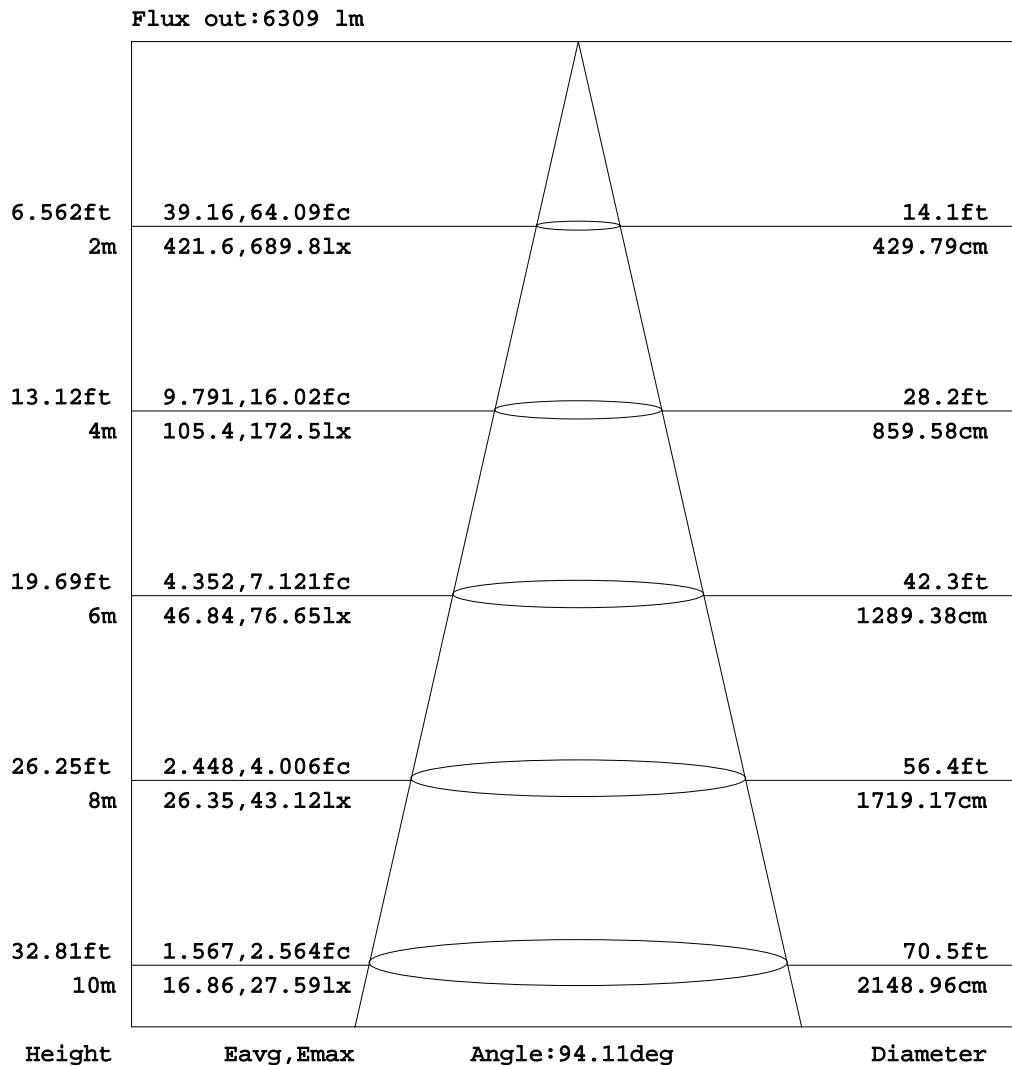 Flux out:6309 lm
6.562ft 39.16,64.09fc 14.1ft
2m 421.6,689.8lx 429.79cm
13.12ft 9.791,16.02fc 28.2ft
4m 105.4,172.5lx 859.58cm
19.69ft 4.352,7.121fc 42.3ft
6m 46.84,76.65lx 1289.38cm
26.25ft 2.448,4.006fc 56.4ft
8m 26.35,43.12lx 1719.17cm
32.81ft 1.567,2.564fc 70.5ft
10m 16.86,27.59lx 2148.96cm
Height Eavg,Emax Angle:94.11deg Diameter